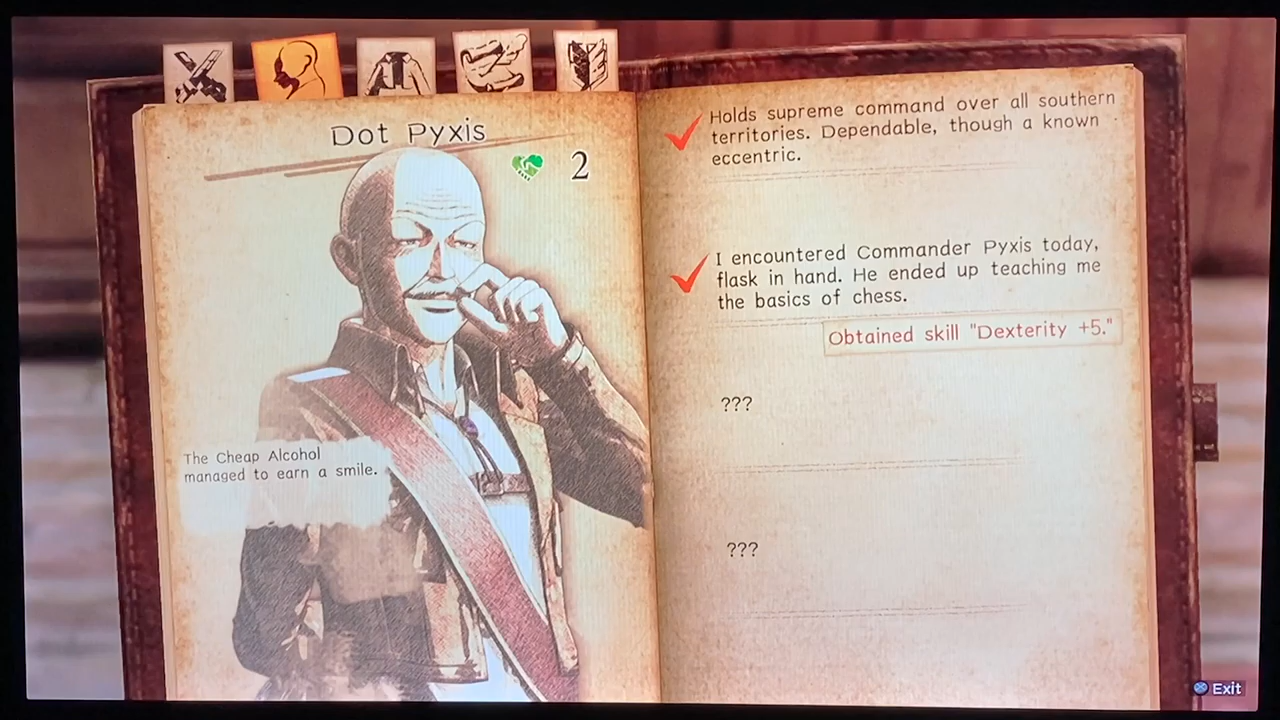 Dot Pyxis
2
The Cheap Alcohol
managed to earn a smile.
Holds supreme command over all southern
territories. Dependable, though a known
eccentric.
I encountered Commander Pyxis today,
flask in hand. He ended up teaching me
the basics of chess.
Obtained skill "Dexterity +5."
???
???
Exit